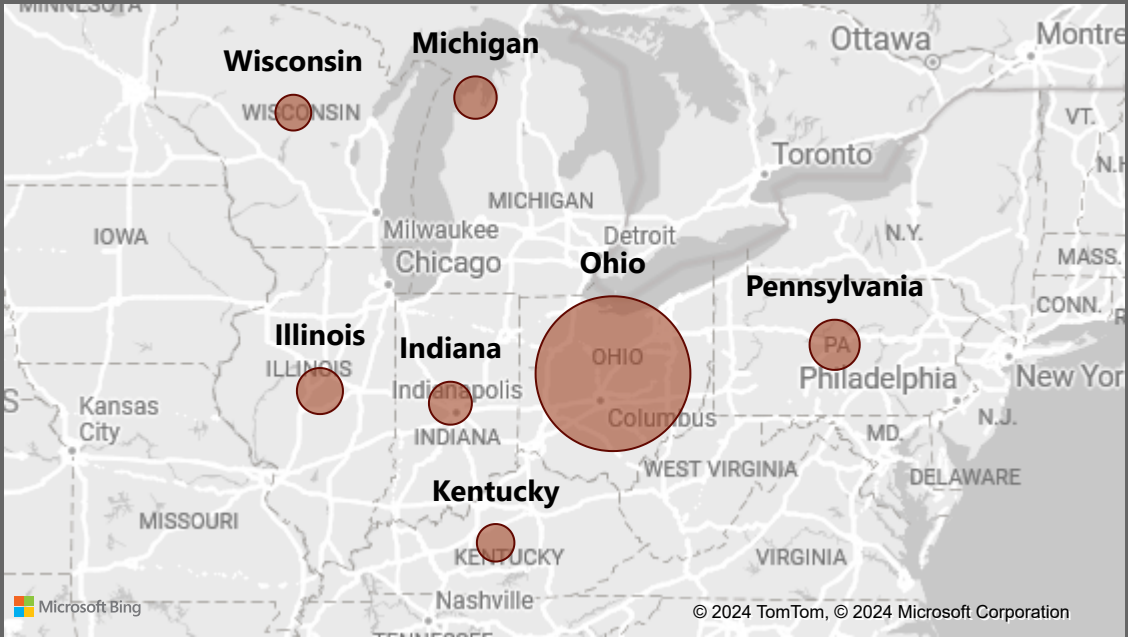 MINNESOTA
Michigan
Ottawa
Montre
Wisconsin
WISCONSIN
VT.
Toronto
N.H
MICHIGAN
IOWA
Milwaukee
Detroit
N.Y.
Chicago
Ohio
MASS.
Pennsylvania
CONN.
R
Illinois
Indiana
ILLINOIS
OHIO
PA
Indianapolis
Philadelphia
New Yor
S
Kansas
City
Columbus
N.J.
INDIANA
MD.
WEST VIRGINIA
DELAWARE
Kentucky
MISSOURI
KENTUCKY
VIRGINIA
Nashville
Microsoft Bing
© 2024 TomTom, © 2024 Microsoft Corporation
TENNESSEE